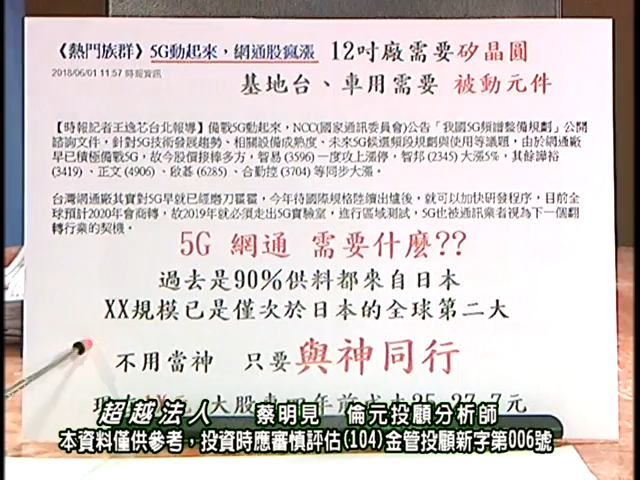 《熱門族群》5G動起來，網通股瘋漲 12吋廠需要矽晶圓
2018/06/01 11:57 時報資訊
基地台、車用需要 被動元件
【時報記者王逸芯台北報導】備戰5G動起來，NCC(國家通訊委員會)公告「我國5G頻譜整備規劃」公開
諮詢文件，針對5G技術發展趨勢、相關設備成熟度、未來5G候選頻段規劃與使用等議題，由於網通廠
早已積極備戰5G，故今股價接棒多方，智易(3596)一度攻上漲停，智邦(2345)大漲5%，其餘譁裕
(3419)、正文(4906)、啟碁(6285)、合勤控(3704)等同步大漲。
台灣網通廠其實對5G早就已經磨刀霍霍，今年待國際規格陸續出爐後，就可以加快研發程序，目前全
球預計2020年會商轉，故2019年就必須走出5G實驗室，進行區域測試，5G也被通訊業者視為下一個翻
轉行業的契機。
5G 網通 需要什麼??
過去是90%供料都來自日本
XX規模已是僅次於日本的全球第二大
不用當神 只要與神同行
元 大股東四年前 25 27.7元
超越法人 蔡明見 倫元投顧分析師
本資料僅供參考，投資時應審慎評估(104)金管投顧新字第006號